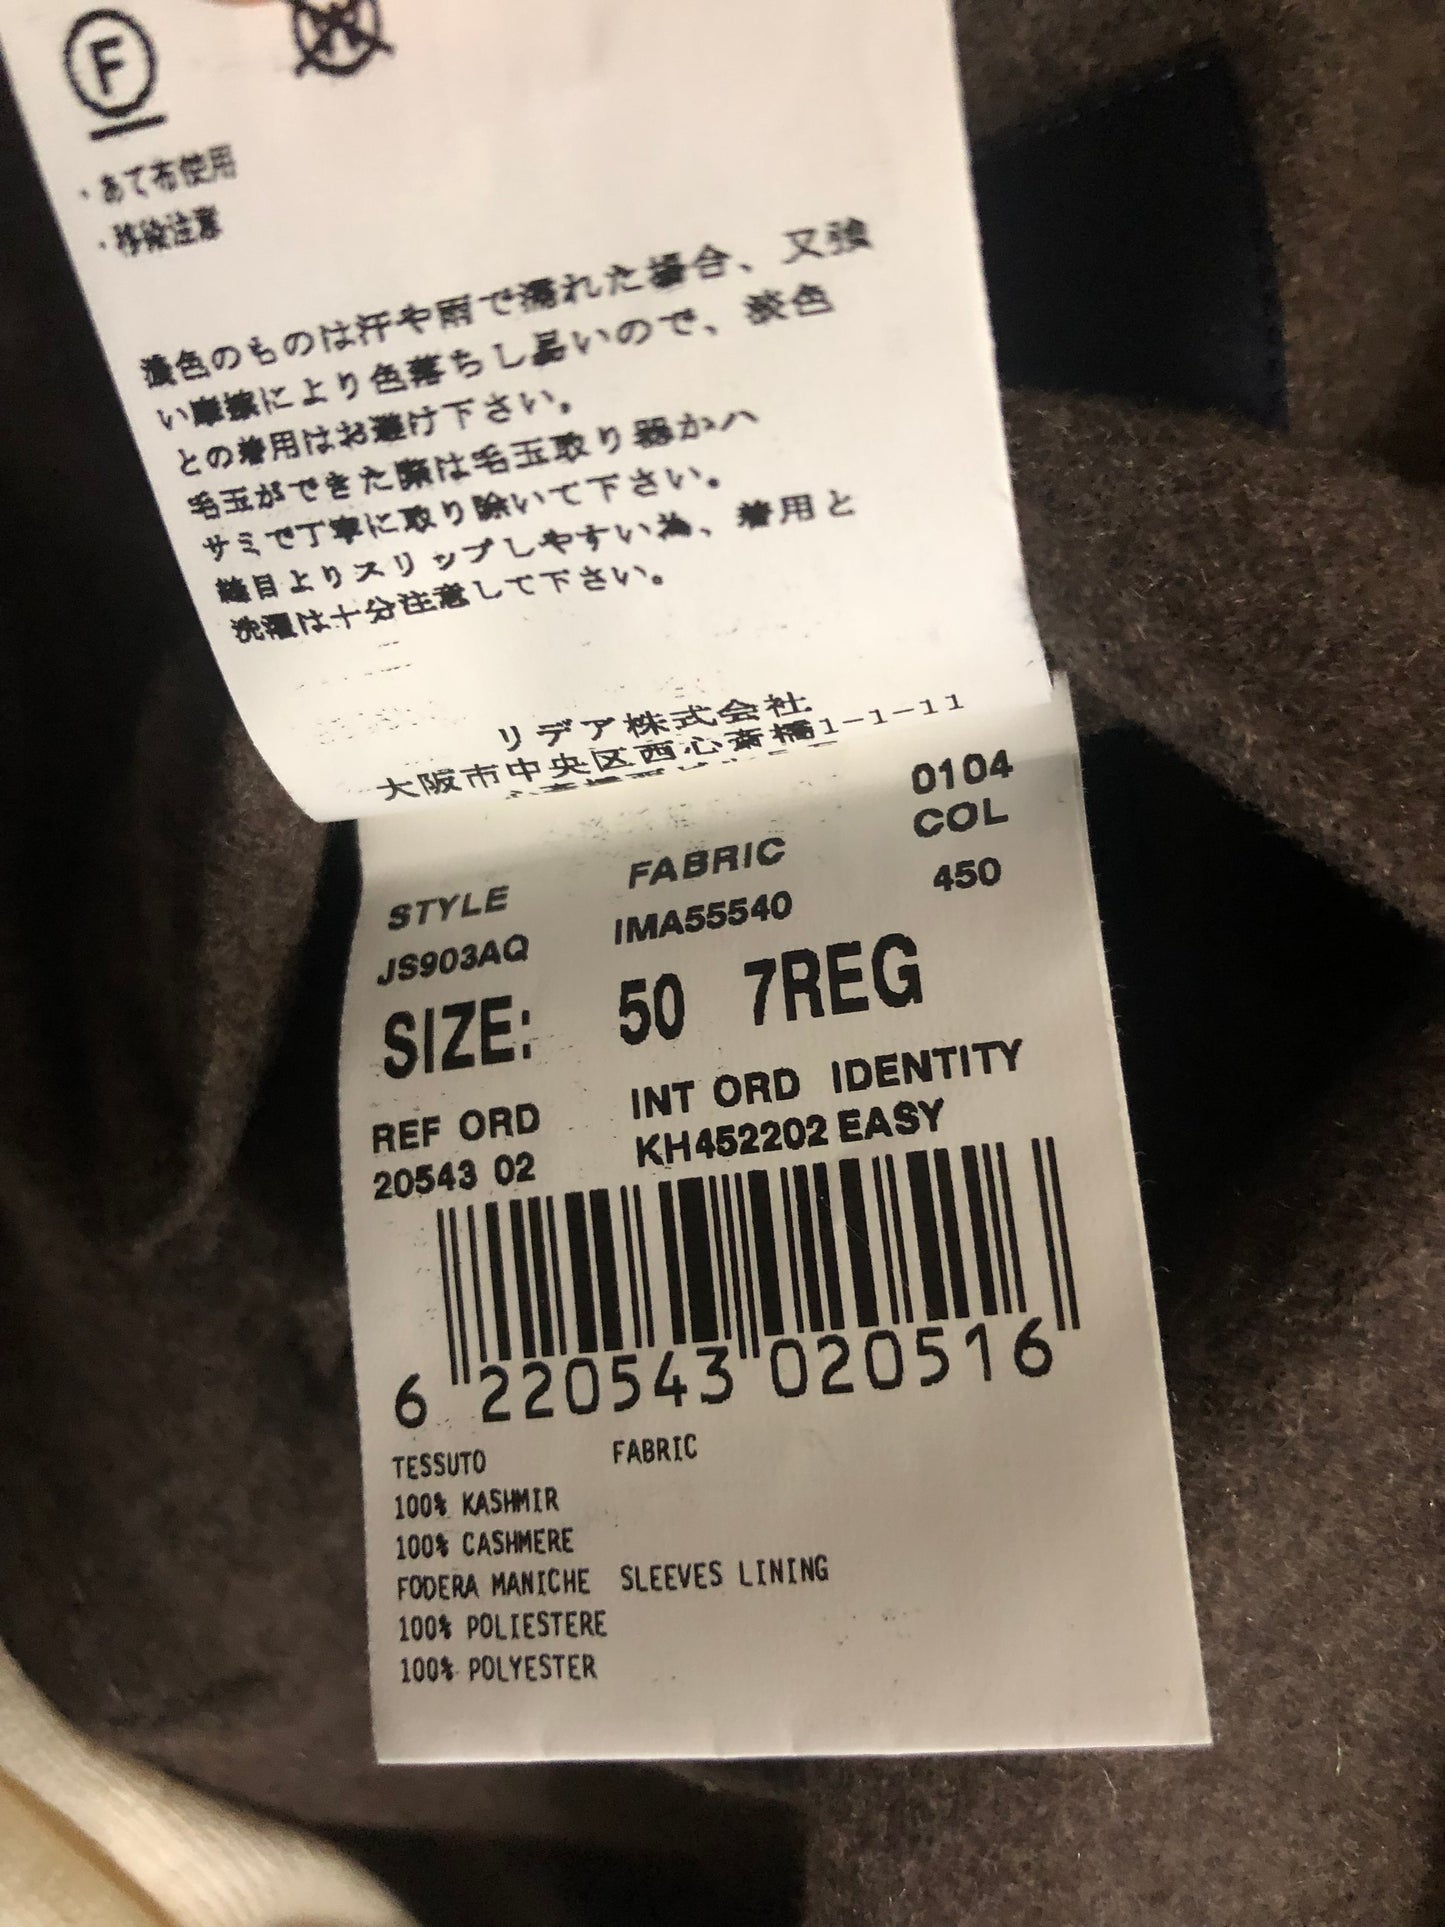 F
・あて布使用
・移染注意
濃色のものは汗や雨で濡れた場合、又強
い摩擦により色落ちし易いので、淡色
との着用はお避け下さい。
毛玉ができた際は毛玉取り器かハ
サミで丁寧に取り除いて下さい。
縫目よりスリップしやすい為、着用と
洗濯は十分注意して下さい。
リデア株式会社
大阪市中央区西心斎橋1-1-11
0104
STYLE FABRIC COL
JS903AQ IMA55540 450
SIZE: 50 7REG
REF ORD INT ORD IDENTITY
20543 02 KH452202 EASY
6 220543 020516
TESSUTO FABRIC
100% KASHMIR
100% CASHMERE
FODERA MANICHE SLEEVES LINING
100% POLIESTERE
100% POLYESTER